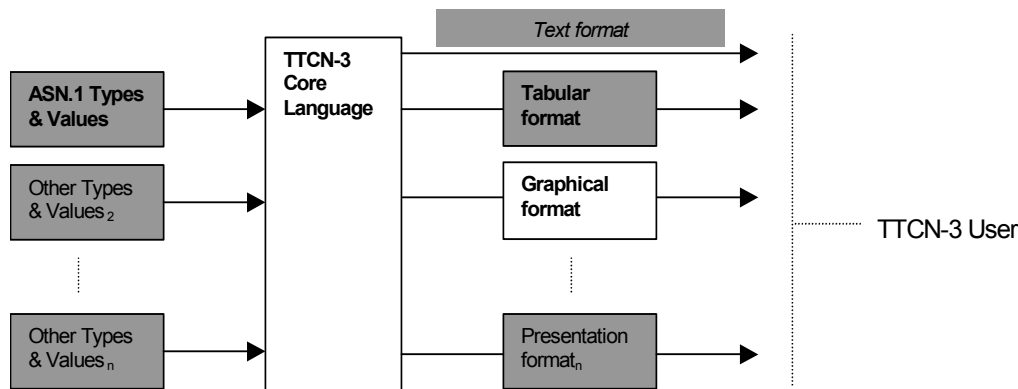 Text format
TTCN-3
Core
Language
ASN.1 Types
& Values
Tabular
format
Other Types
& Values 2
Graphical
format
TTCN-3 User
Other Types
& Values n
Presentation
format n